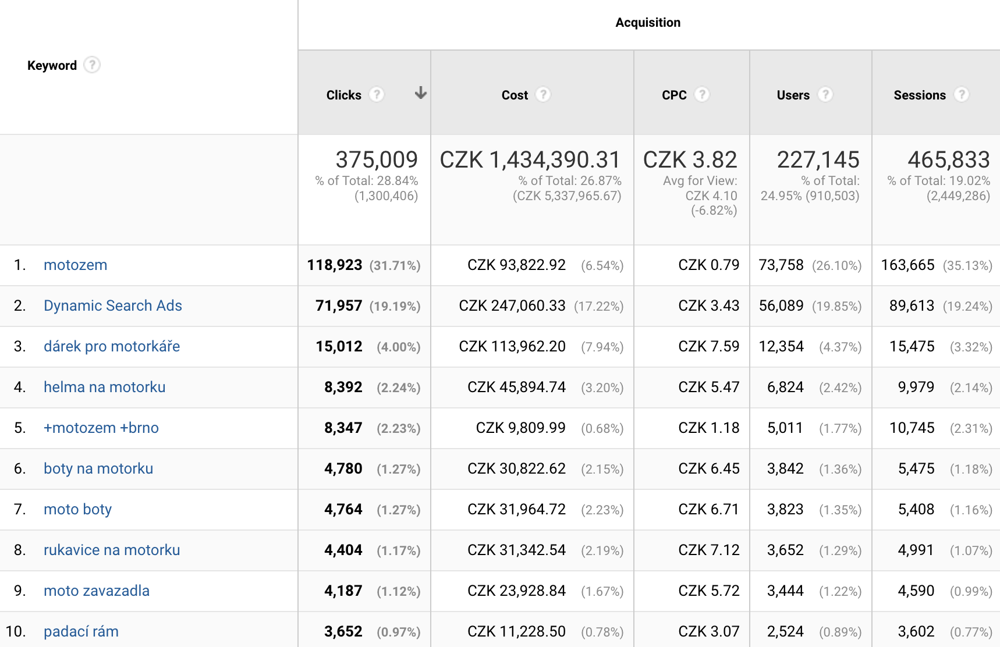 Acquisition
Keyword ?
Clicks ? Cost ? CPC ? Users ? Sessions ?
375,009 CZK 1,434,390.31 CZK 3.82 227,145 465,833
% of Total: 28.84% % of Total: 26.87% Avg for View: % of Total: % of Total: 19.02%
(1,300,406) (CZK 5,337,965.67) CZK 4.10 24.95% (910,503) (2,449,286)
(-6.82%)
1. motozem 118,923 (31.71%) CZK 93,822.92 (6.54%) CZK 0.79 73,758 (26.10%) 163,665 (35.13%)
2. Dynamic Search Ads 71,957 (19.19%) CZK 247,060.33 (17.22%) CZK 3.43 56,089 (19.85%) 89,613 (19.24%)
3. dárek pro motorkáře 15,012 (4.00%) CZK 113,962.20 (7.94%) CZK 7.59 12,354 (4.37%) 15,475 (3.32%)
4. helma na motorku 8,392 (2.24%) CZK 45,894.74 (3.20%) CZK 5.47 6,824 (2.42%) 9,979 (2.14%)
5. +motozem +brno 8,347 (2.23%) CZK 9,809.99 (0.68%) CZK 1.18 5,011 (1.77%) 10,745 (2.31%)
6. boty na motorku 4,780 (1.27%) CZK 30,822.62 (2.15%) CZK 6.45 3,842 (1.36%) 5,475 (1.18%)
7. moto boty 4,764 (1.27%) CZK 31,964.72 (2.23%) CZK 6.71 3,823 (1.35%) 5,408 (1.16%)
8. rukavice na motorku 4,404 (1.17%) CZK 31,342.54 (2.19%) CZK 7.12 3,652 (1.29%) 4,991 (1.07%)
9. moto zavazadla 4,187 (1.12%) CZK 23,928.84 (1.67%) CZK 5.72 3,444 (1.22%) 4,590 (0.99%)
10. padací rám 3,652 (0.97%) CZK 11,228.50 (0.78%) CZK 3.07 2,524 (0.89%) 3,602 (0.77%)